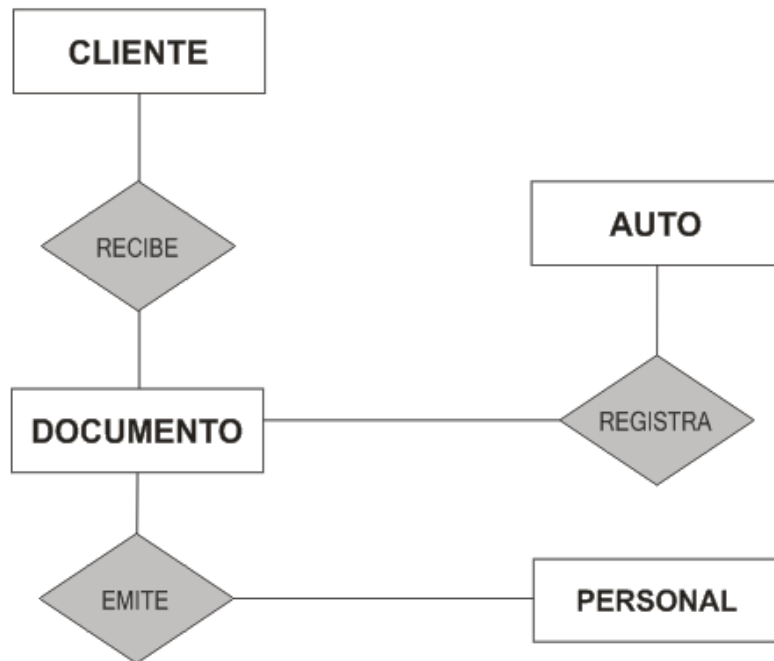 CLIENTE
RECIBE
AUTO
DOCUMENTO
REGISTRA
EMITE
PERSONAL